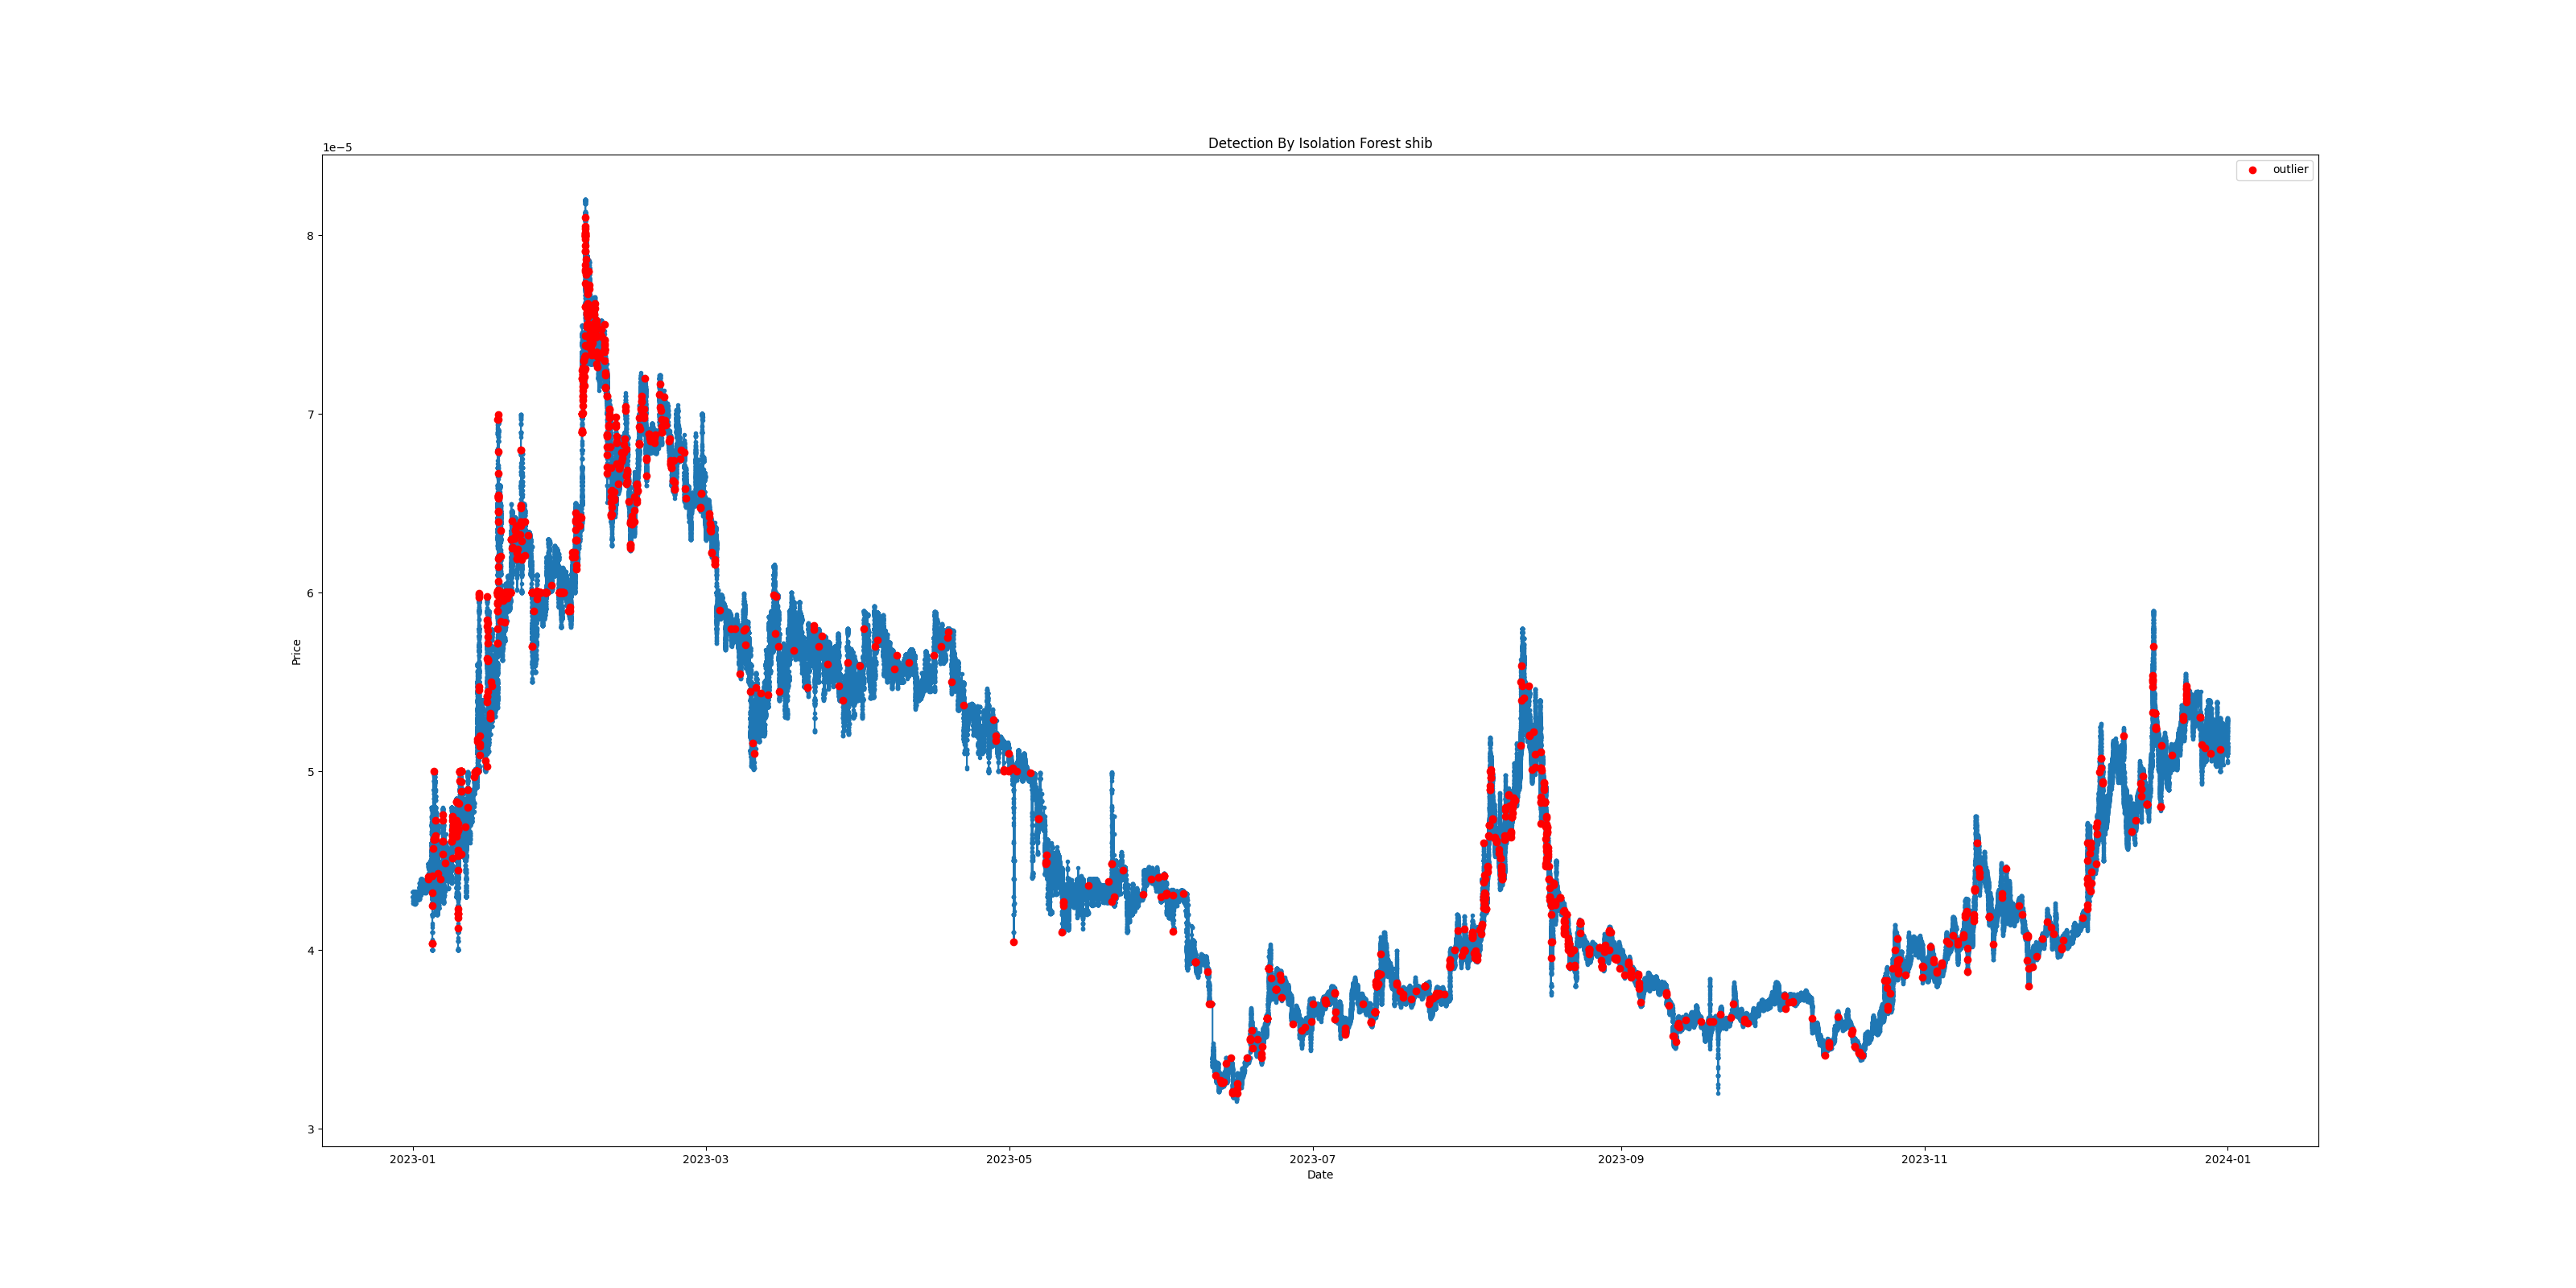 Detection By Isolation Forest shib
1e−5
outlier
8
7
6
5
4
3
Price
2023-01 2023-03 2023-05 2023-07 2023-09 2023-11 2024-01
Date